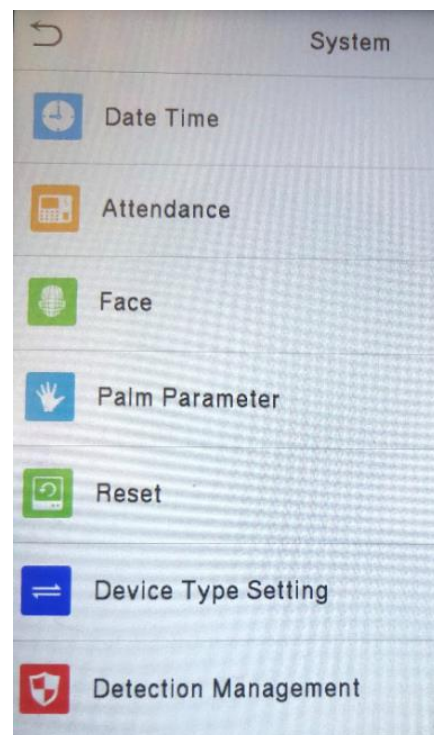 System
Date Time
Attendance
Face
Palm Parameter
Reset
Device Type Setting
Detection Management